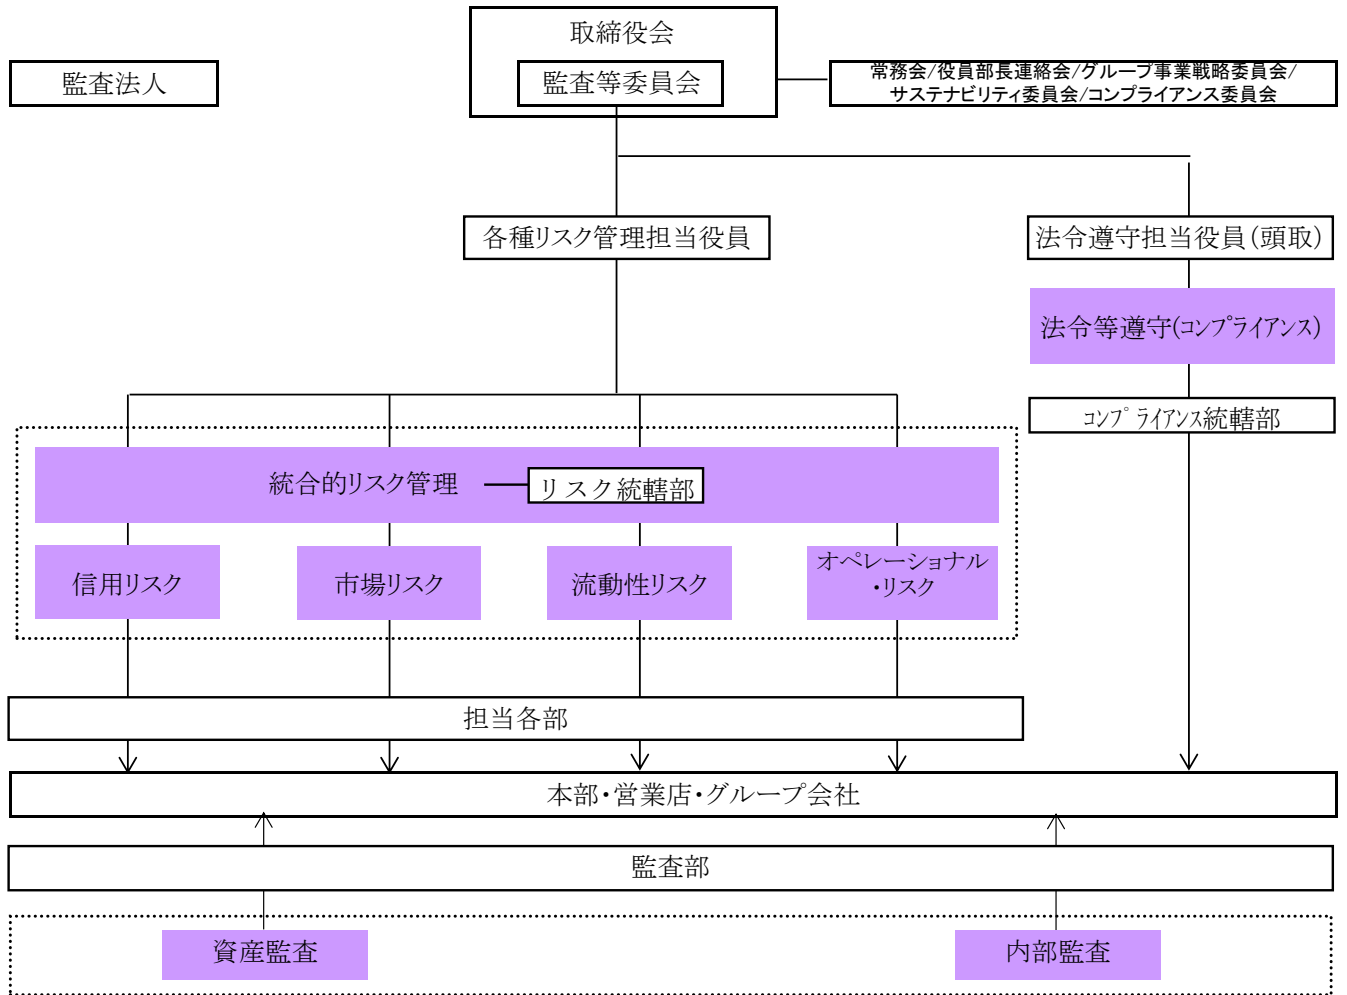 取締役会
監査法人
監査等委員会
常務会/役員部長連絡会/グループ事業戦略委員会/
サステナビリティ委員会/コンプライアンス委員会
各種リスク管理担当役員
法令遵守担当役員（頭取）
法令等遵守(コンプライアンス)
コンプライアンス統轄部
統合的リスク管理
リスク統轄部
信用リスク
市場リスク
流動性リスク
オペレーショナル
・リスク
担当各部
本部・営業店・グループ会社
監査部
資産監査
内部監査